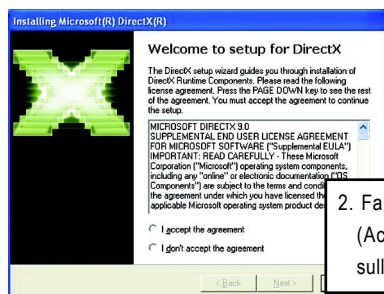 Installing Microsoft(R) DirectX(R)
Welcome to setup for DirectX
The DirectX setup wizard guides you through installation of
DirectX Runtime Components. Please read the following
license agreement. Press the PAGE DOWN key to see the rest
of the agreement. You must accept the agreement to continue
the setup.
MICROSOFT DIRECTX 9.0
SUPPLEMENTAL END USER LICENSE AGREEMENT
FOR MICROSOFT SOFTWARE ("Supplemental EULA")
IMPORTANT: READ CAREFULLY - These Microsoft
Corporation ("Microsoft") operating system components,
including any "online" or electronic documentation ("OS
Components") are subject to the terms and condi
the agreement under which you have licensed th
applicable Microsoft operating system product des
I accept the agreement
I don't accept the agreement
< Back
Next >
2. Fa
(Ac
sull